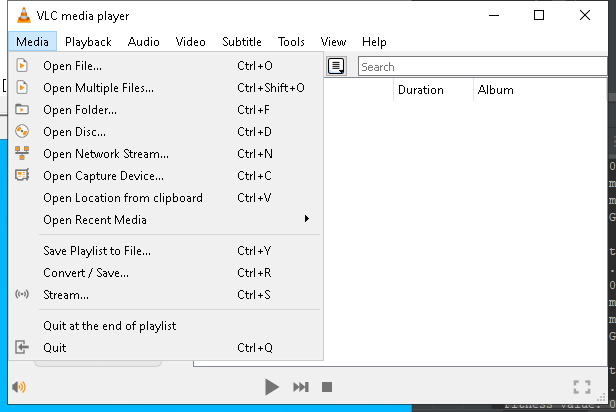 VLC media player
Media Playback Audio Video Subtitle Tools View Help
Open File... Ctrl+O
Open Multiple Files... Ctrl+Shift+O
Open Folder... Ctrl+F
Open Disc... Ctrl+D
Open Network Stream... Ctrl+N
Open Capture Device... Ctrl+C
Open Location from clipboard Ctrl+V
Open Recent Media
Save Playlist to File... Ctrl+Y
Convert / Save... Ctrl+R
Stream... Ctrl+S
Quit at the end of playlist
Quit Ctrl+Q
Search
Duration Album